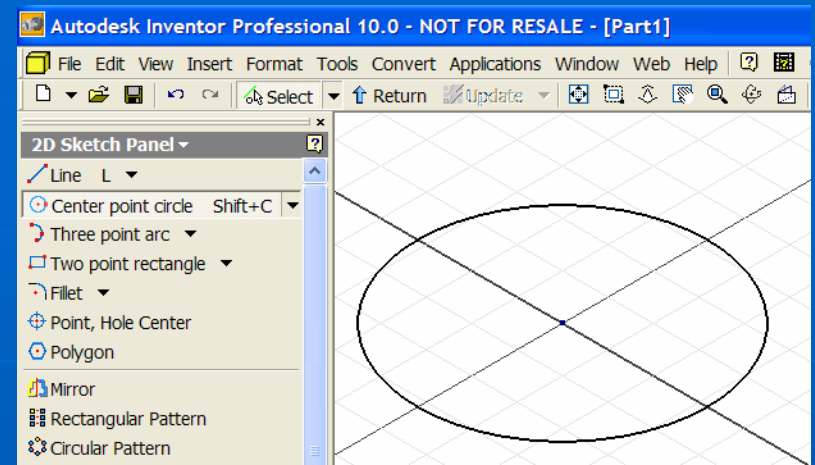 Autodesk Inventor Professional 10.0 - NOT FOR RESALE - [Part1]
File Edit View Insert Format Tools Convert Applications Window Web Help
Select Return Update
2D Sketch Panel
Line L
Center point circle Shift+C
Three point arc
Two point rectangle
Fillet
Point, Hole Center
Polygon
Mirror
Rectangular Pattern
Circular Pattern